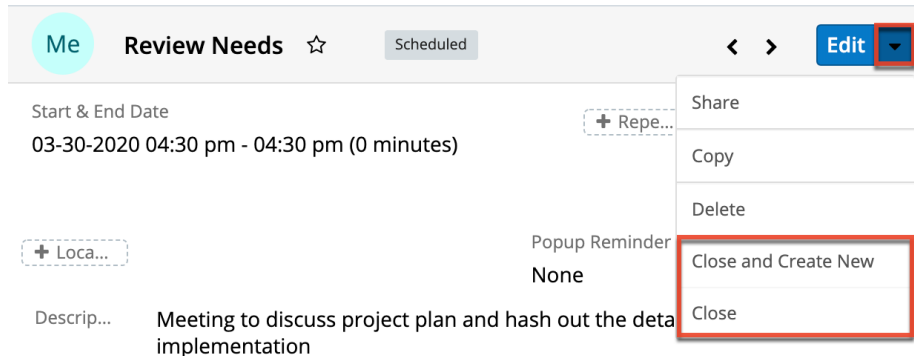 Me Review Needs Scheduled Edit
Start & End Date
03-30-2020 04:30 pm - 04:30 pm (0 minutes)
+ Repe...
Share
Copy
Delete
Close and Create New
Close
+ Loca...
Popup Reminder
None
Descrip...
Meeting to discuss project plan and hash out the deta
implementation